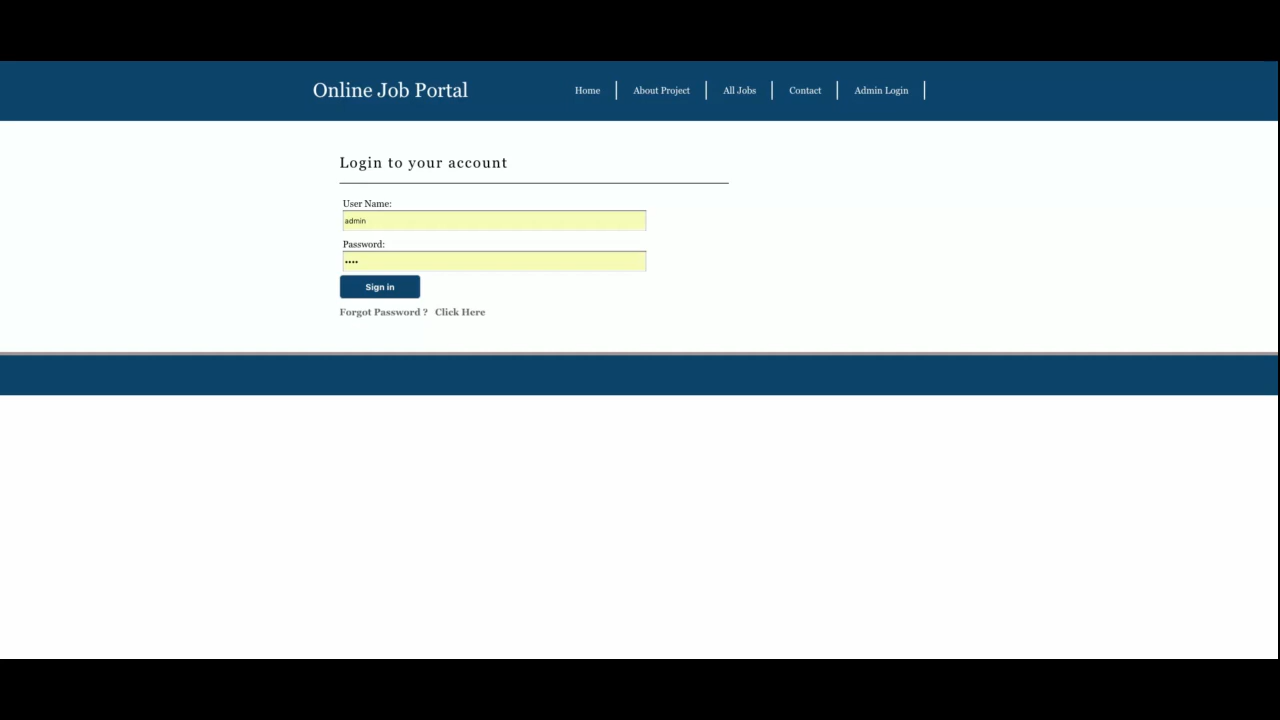 Online Job Portal
Home About Project All Jobs Contact Admin Login
Login to your account
User Name:
admin
Password:
••••
Sign in
Forgot Password ? Click Here